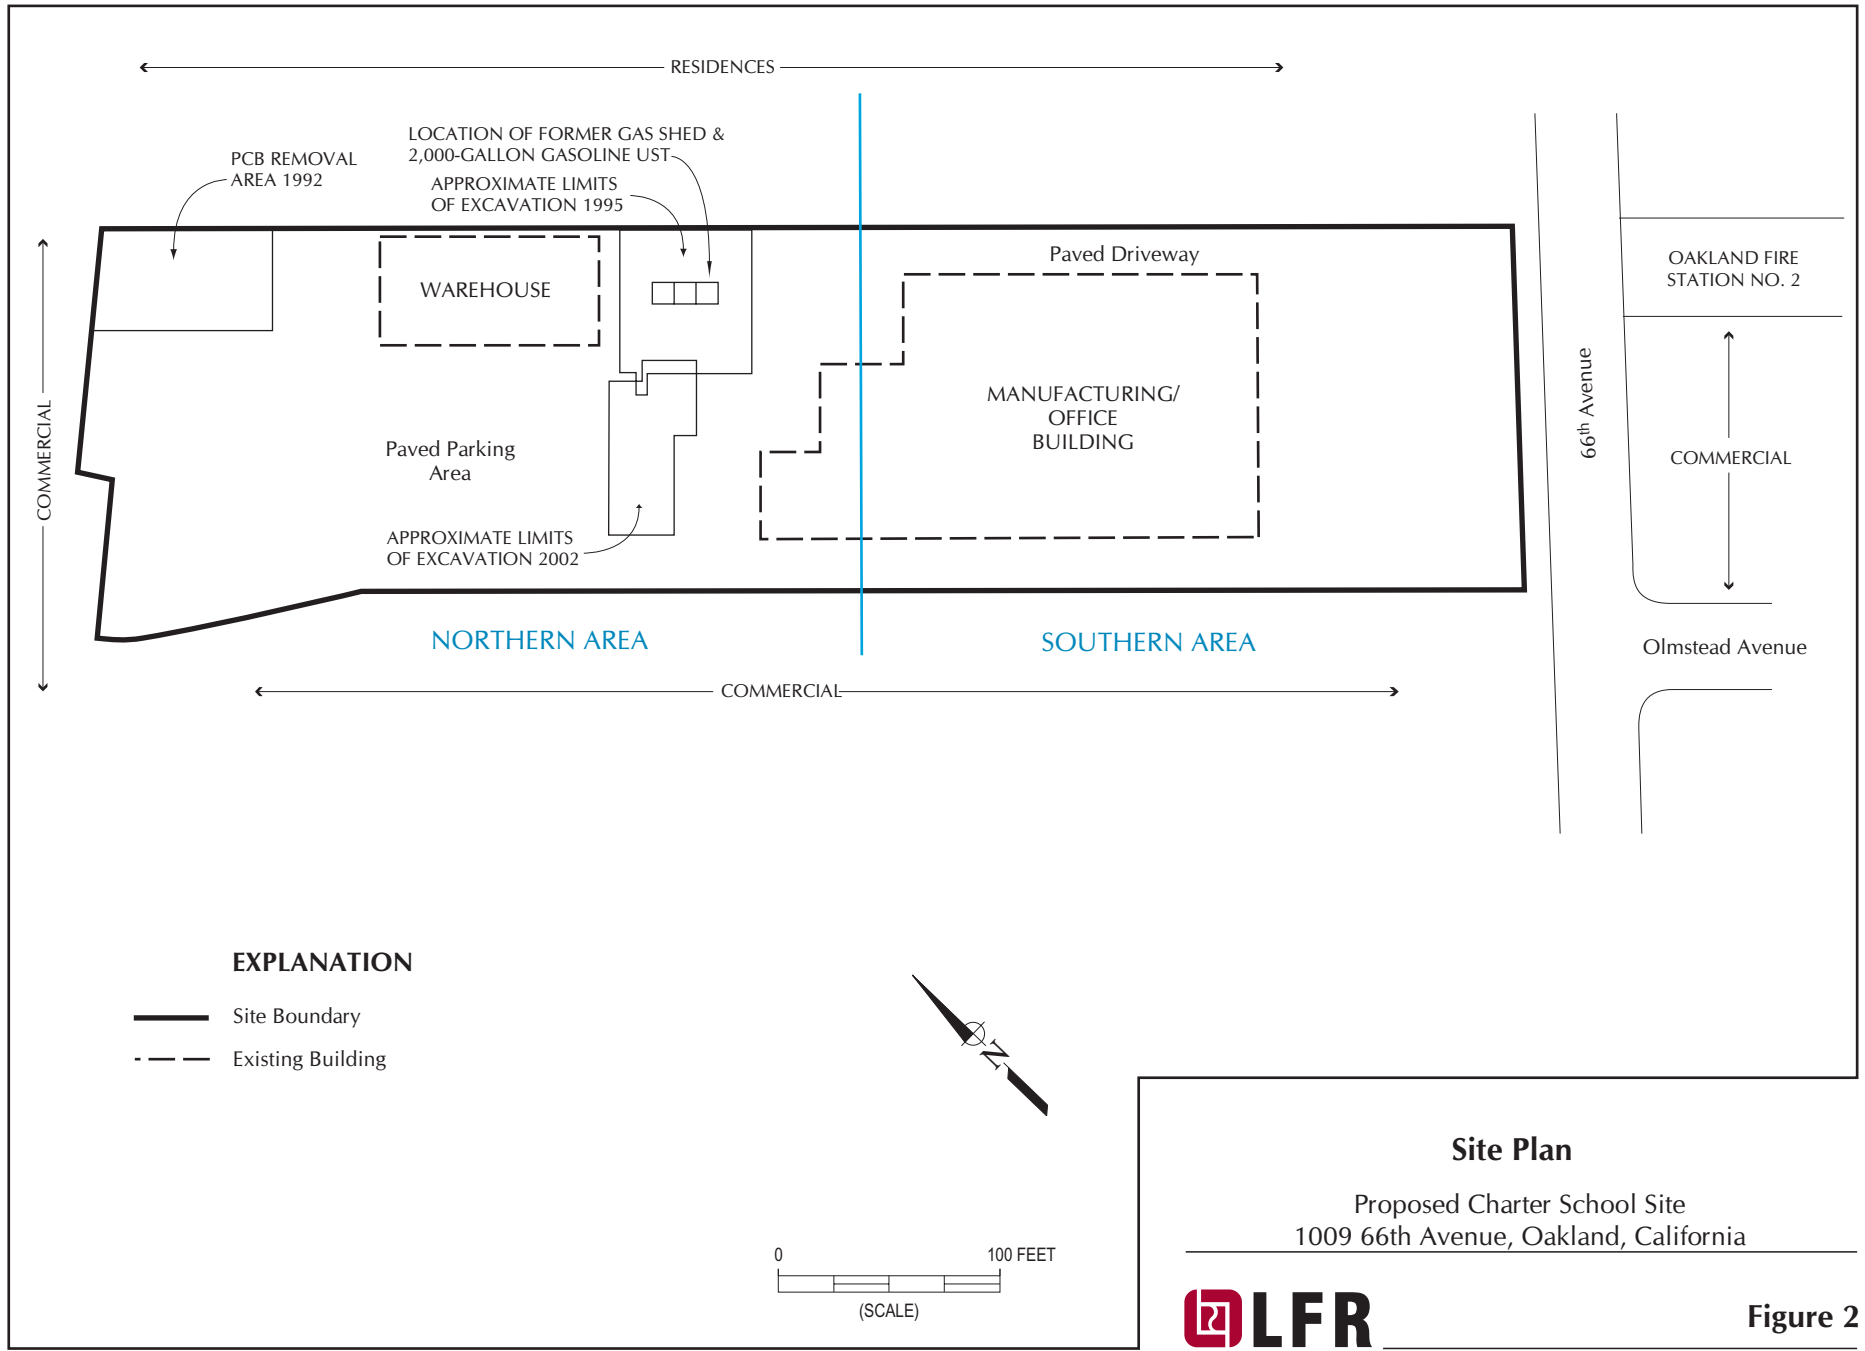 RESIDENCES
LOCATION OF FORMER GAS SHED &
2,000-GALLON GASOLINE UST
PCB REMOVAL
AREA 1992
APPROXIMATE LIMITS
OF EXCAVATION 1995
Paved Driveway
OAKLAND FIRE
STATION NO. 2
WAREHOUSE
66th Avenue
MANUFACTURING/
OFFICE
BUILDING
COMMERCIAL
Paved Parking
Area
COMMERCIAL
APPROXIMATE LIMITS
OF EXCAVATION 2002
NORTHERN AREA
SOUTHERN AREA
Olmstead Avenue
COMMERCIAL
EXPLANATION
Site Boundary
Existing Building
N
Site Plan
Proposed Charter School Site
1009 66th Avenue, Oakland, California
0 100 FEET
(SCALE)
LFR
Figure 2